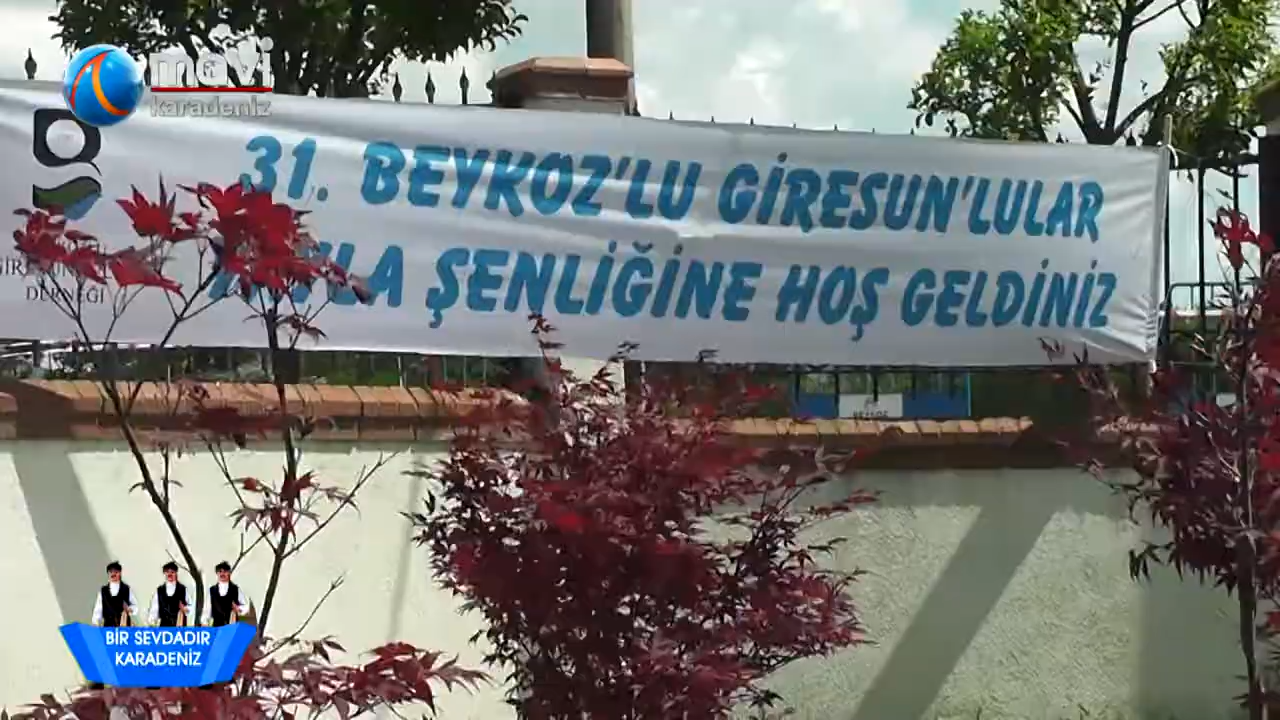 mavi
karadeniz
31. BEYKOZ'LU GİRESUN'LULAR
ŞENLİĞİNE HOŞ GELDİNİZ
DERNEĞİ
BİR SEVDADIR
KARADENİZ